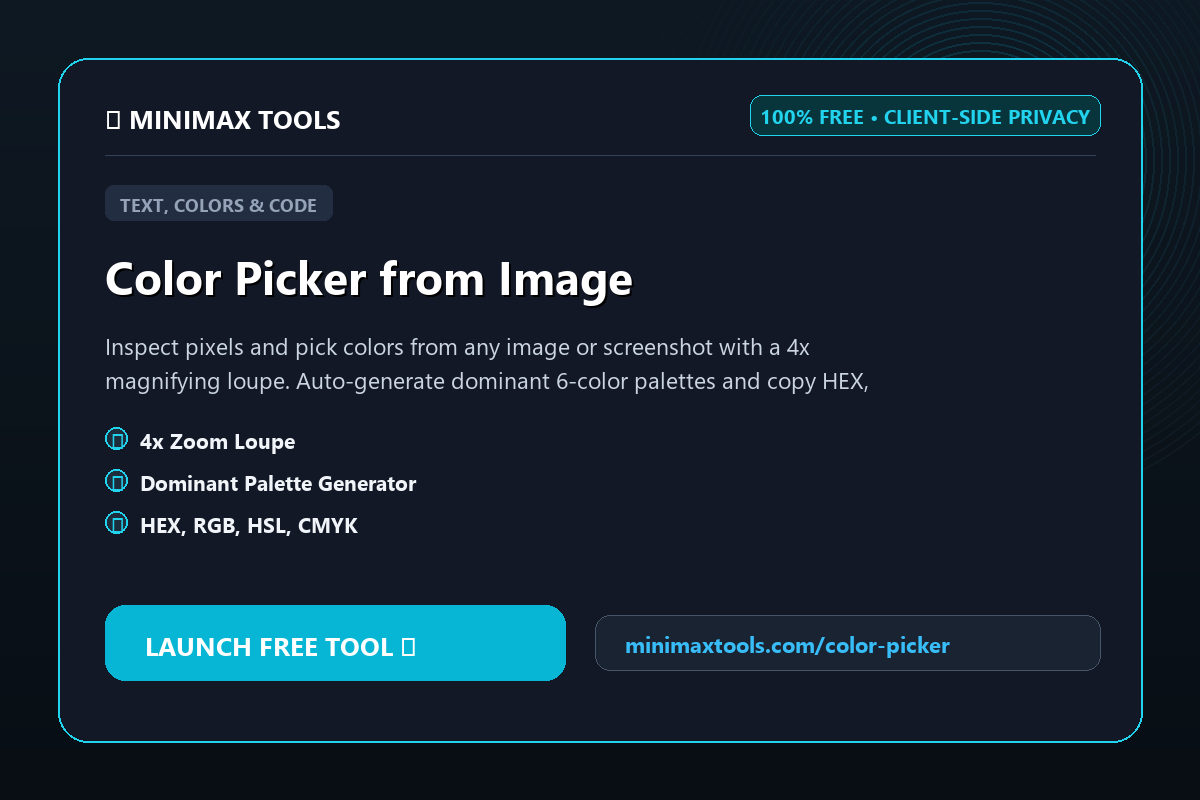 MINIMAX TOOLS
100% FREE • CLIENT-SIDE PRIVACY
TEXT, COLORS & CODE
Color Picker from Image
Inspect pixels and pick colors from any image or screenshot with a 4x
magnifying loupe. Auto-generate dominant 6-color palettes and copy HEX,
4x Zoom Loupe
Dominant Palette Generator
HEX, RGB, HSL, CMYK
LAUNCH FREE TOOL
minimaxtools.com/color-picker